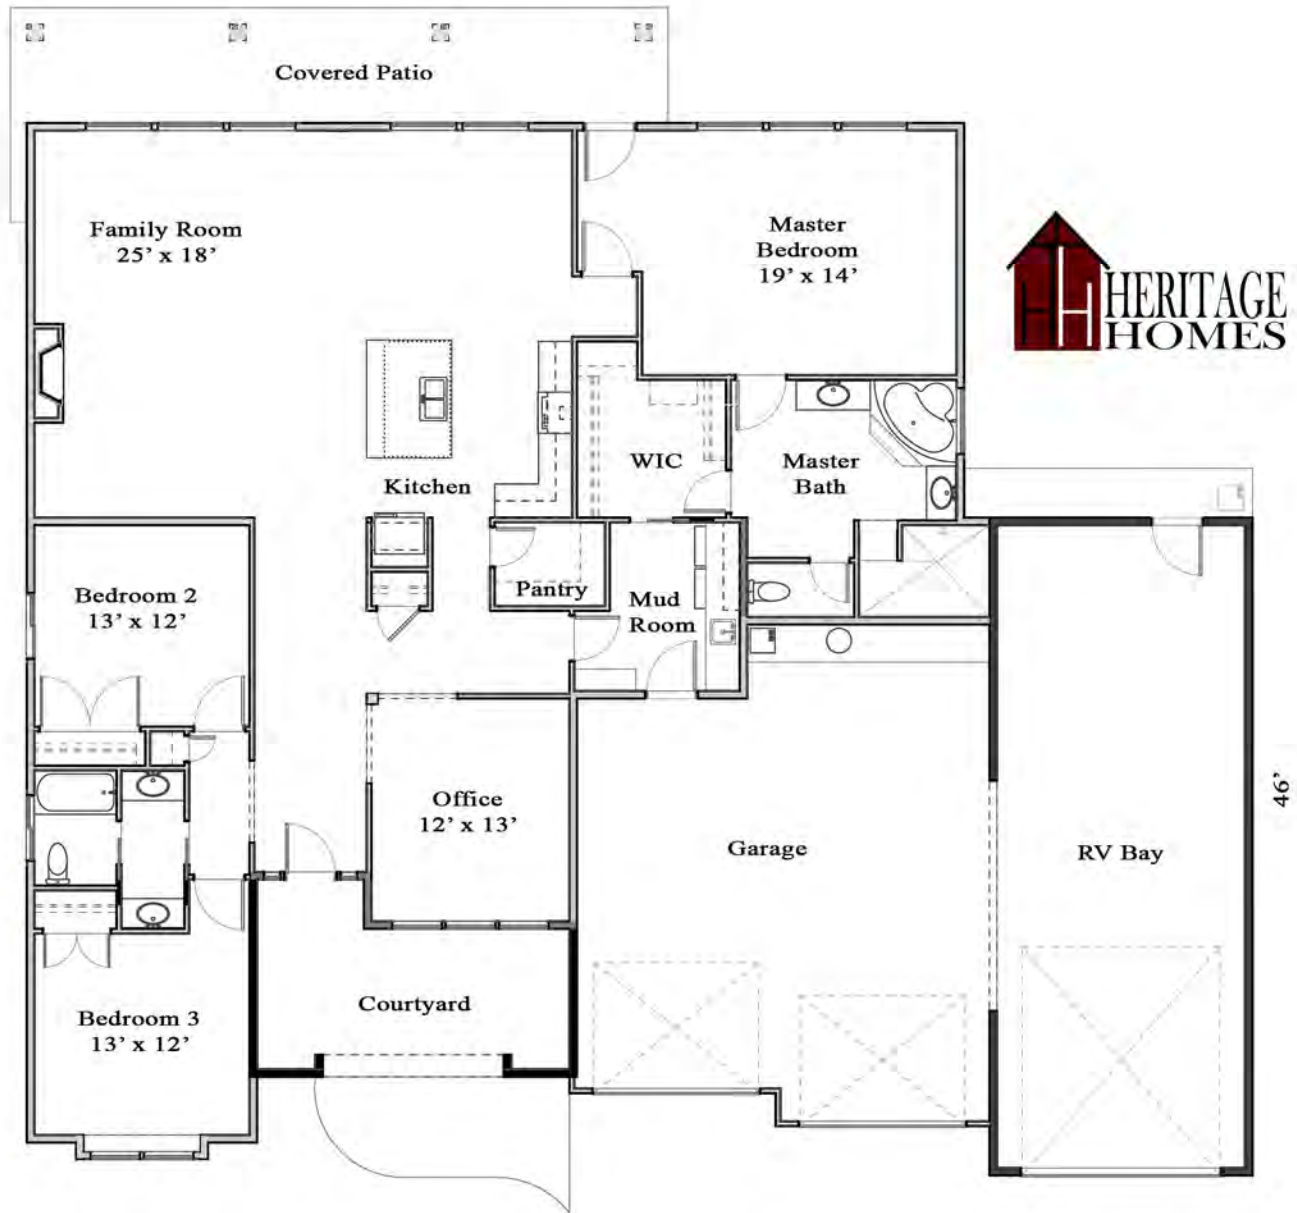 Covered Patio
Family Room
25’ x 18’
Master
Bedroom
19’ x 14’
HERITAGE
HOMES
Kitchen
WIC
Master
Bath
Bedroom 2
13’ x 12’
Pantry
Mud
Room
Office
12’ x 13’
Garage
RV Bay
46’
Courtyard
Bedroom 3
13’ x 12’